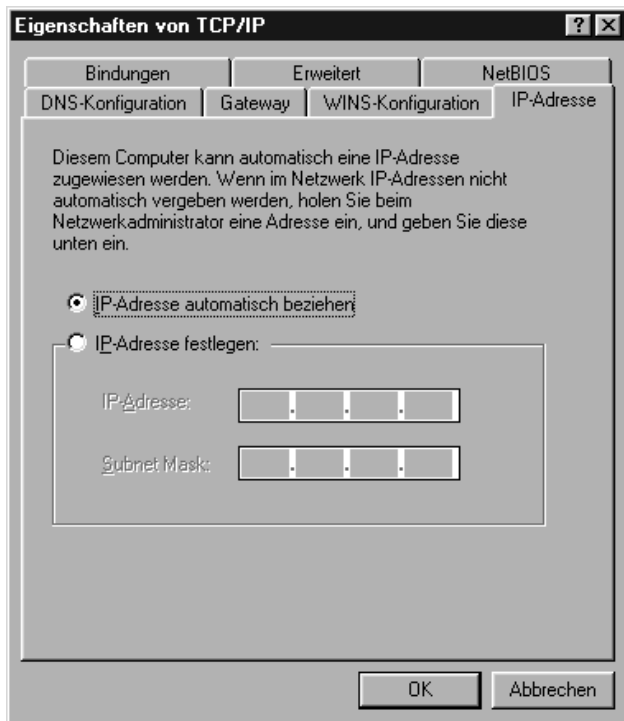 Eigenschaften von TCP/IP
Bindungen Erweitert NetBIOS
DNS-Konfiguration Gateway WINS-Konfiguration IP-Adresse
Diesem Computer kann automatisch eine IP-Adresse
zugewiesen werden. Wenn im Netzwerk IP-Adressen nicht
automatisch vergeben werden, holen Sie beim
Netzwerkadministrator eine Adresse ein, und geben Sie diese
unten ein.
IP-Adresse automatisch beziehen
IP-Adresse festlegen:
IP-Adresse: . . .
Subnet Mask: . . .
OK Abbrechen